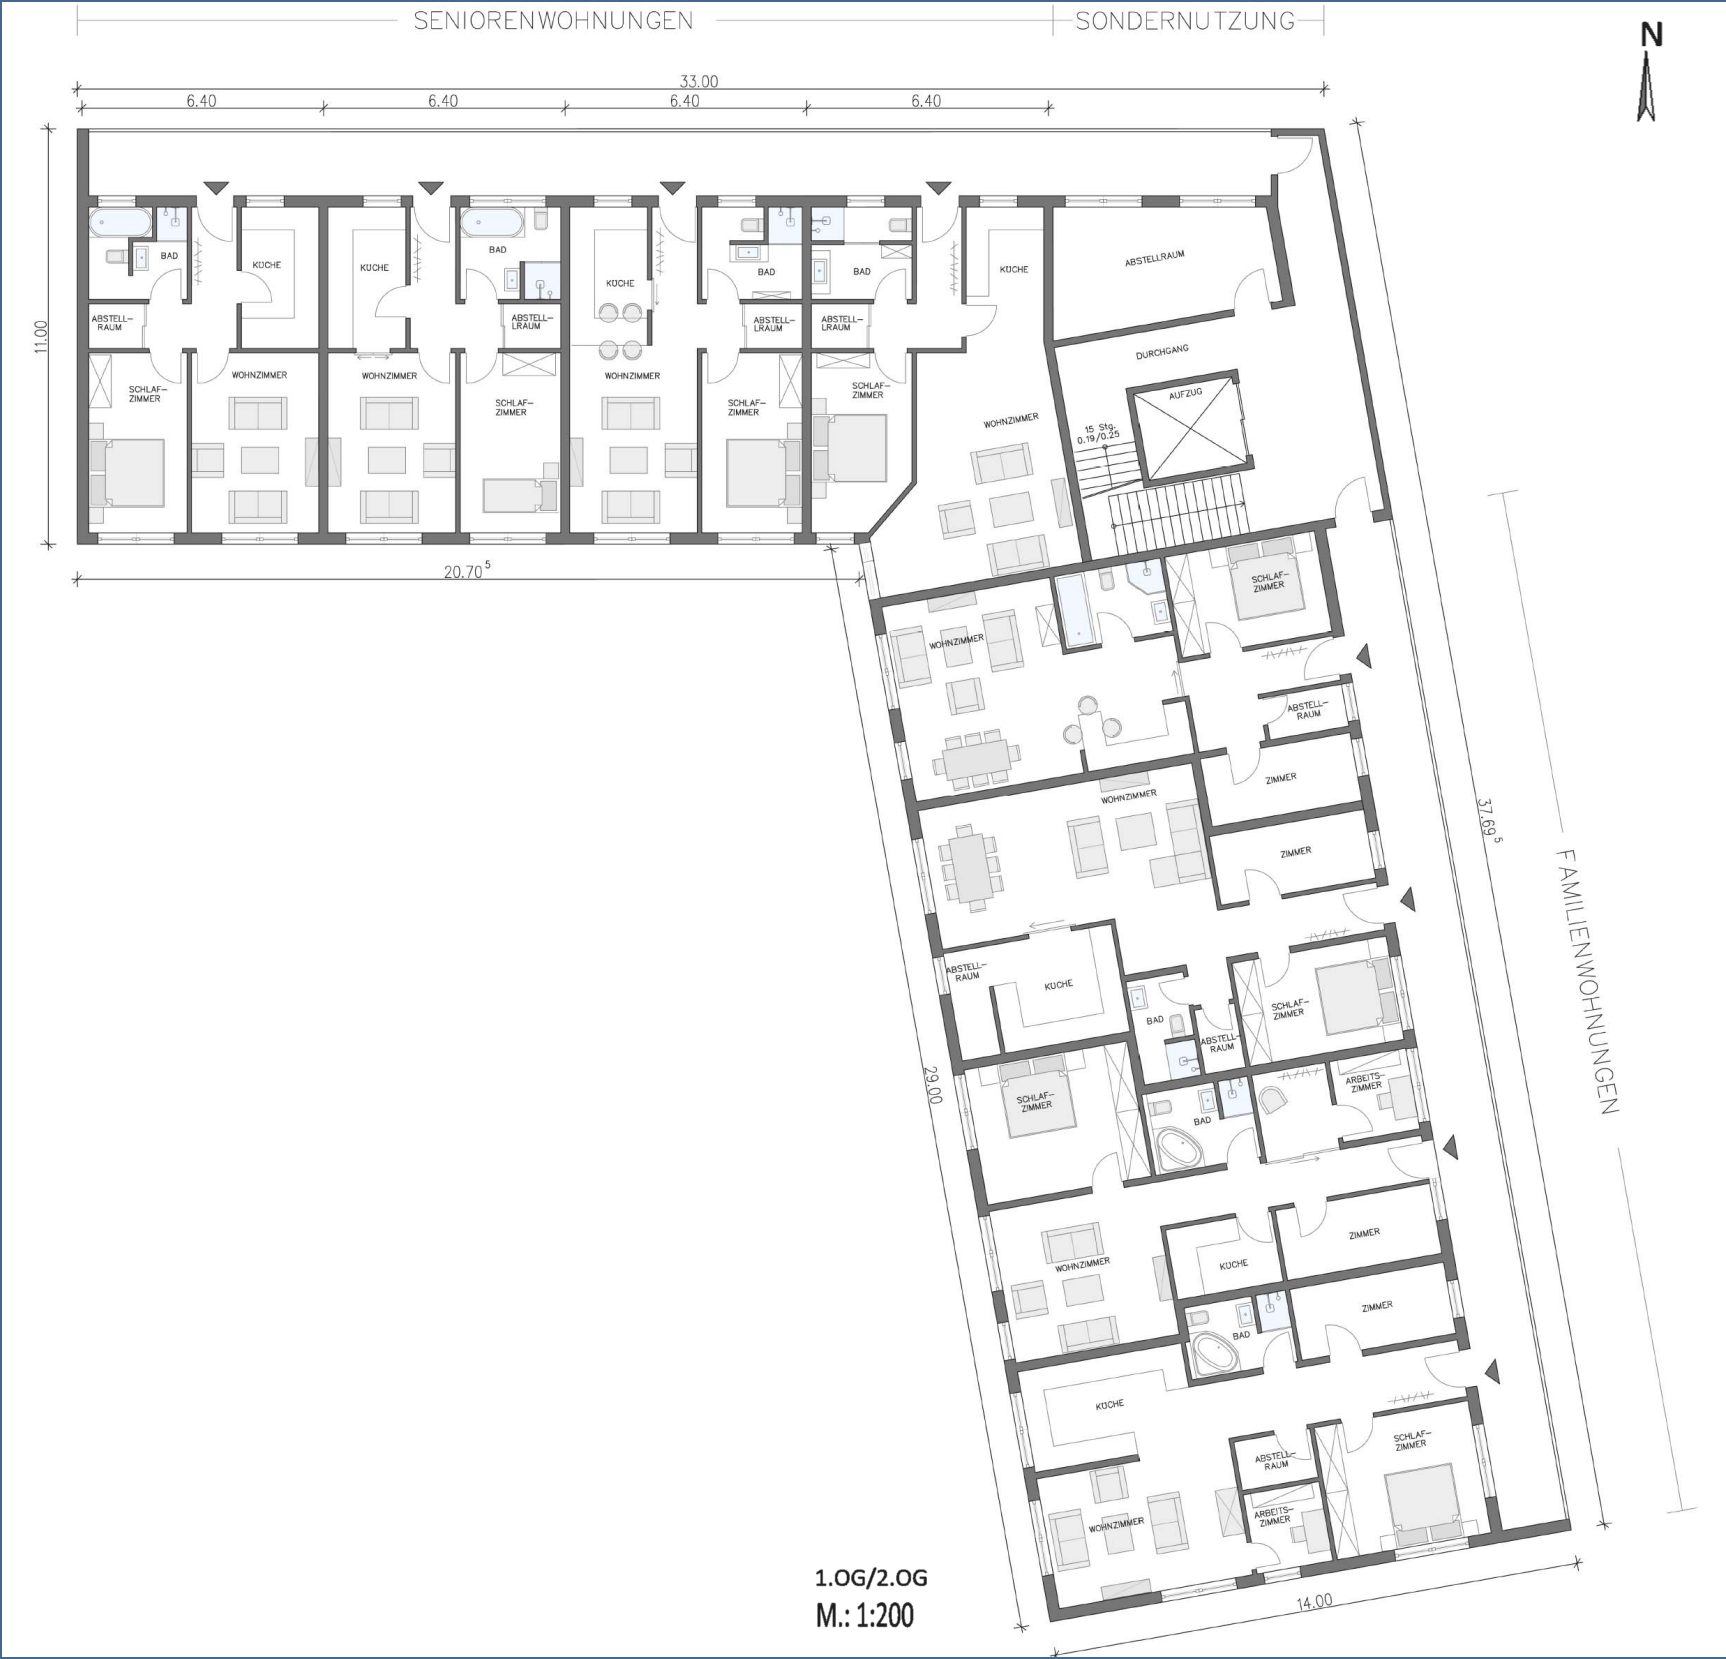 SENIORENWOHNUNGEN
SONDERNUTZUNG
N
33.00
6.40
6.40
6.40
6.40
11.00
BAD
KÜCHE
ABSTELL-
RAUM
SCHLAF-
ZIMMER
WOHNZIMMER
KÜCHE
BAD
ABSTELL-
LRAUM
WOHNZIMMER
SCHLAF-
ZIMMER
KÜCHE
BAD
ABSTELL-
LRAUM
WOHNZIMMER
SCHLAF-
ZIMMER
BAD
KÜCHE
ABSTELL-
LRAUM
SCHLAF-
ZIMMER
WOHNZIMMER
ABSTELLRAUM
DURCHGANG
AUFZUG
15 Stg.
0.19/0.25
20.70⁵
SCHLAF-
ZIMMER
WOHNZIMMER
ABSTELL-
RAUM
ZIMMER
WOHNZIMMER
ZIMMER
37.69⁵
FAMILIENWOHNUNGEN
ABSTELL-
RAUM
KÜCHE
BAD
ABSTELL-
RAUM
SCHLAF-
ZIMMER
29.00
SCHLAF-
ZIMMER
BAD
ARBEITS-
ZIMMER
WOHNZIMMER
KÜCHE
ZIMMER
BAD
ZIMMER
KÜCHE
ABSTELL-
RAUM
SCHLAF-
ZIMMER
WOHNZIMMER
ARBEITS-
ZIMMER
14.00
1.OG/2.OG
M.: 1:200